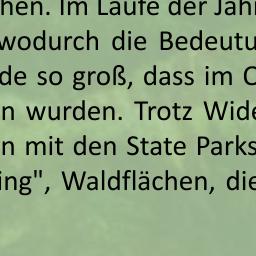 hen. Im Laufe der Jah
wodurch die Bedeutu
de so groß, dass im
n wurden. Trotz Wide
n mit den State Parks
ing", Waldflächen, die